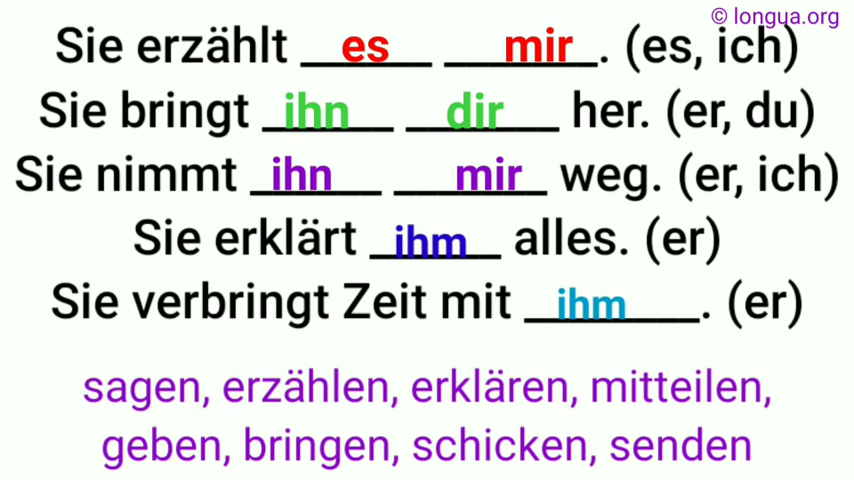 © longua.org
Sie erzählt ______ es ______ mir. (es, ich)
Sie bringt ihn dir her. (er, du)
Sie nimmt ihn mir weg. (er, ich)
Sie erklärt ihm alles. (er)
Sie verbringt Zeit mit ihm. (er)
sagen, erzählen, erklären, mitteilen,
geben, bringen, schicken, senden